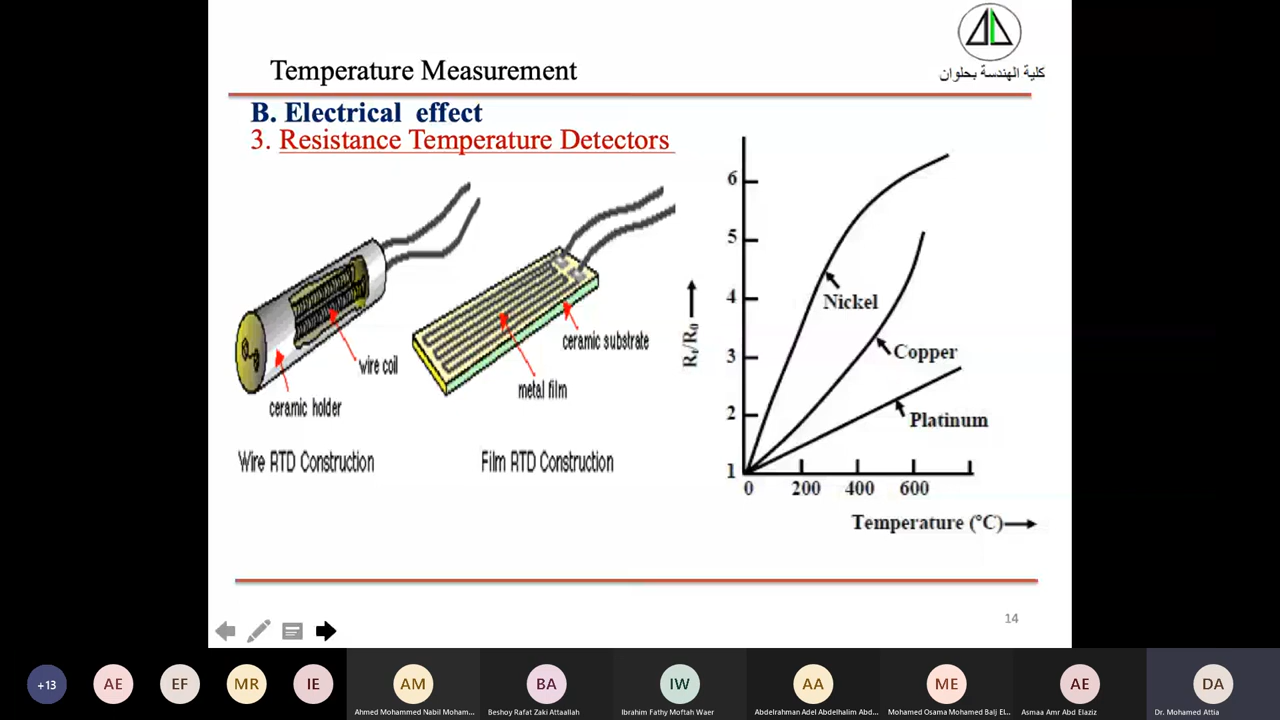 كلية الهندسة بحلوان
Temperature Measurement
B. Electrical effect
3. Resistance Temperature Detectors
wire coil
ceramic holder
Wire RTD Construction
ceramic substrate
metal film
Film RTD Construction
6
5
4
3
2
1
Rt/R0
Nickel
Copper
Platinum
0 200 400 600
Temperature (°C)
14
+13
AE
EF
MR
IE
AM
Ahmed Mohammed Nabil Moham...
BA
Beshoy Rafat Zaki Attaallah
IW
Ibrahim Fathy Moftah Waer
AA
Abdelrahman Adel Abdelhalim Abd...
ME
Mohamed Osama Mohamed Balj El...
AE
Asmaa Amr Abd Elaziz
DA
Dr. Mohamed Attia